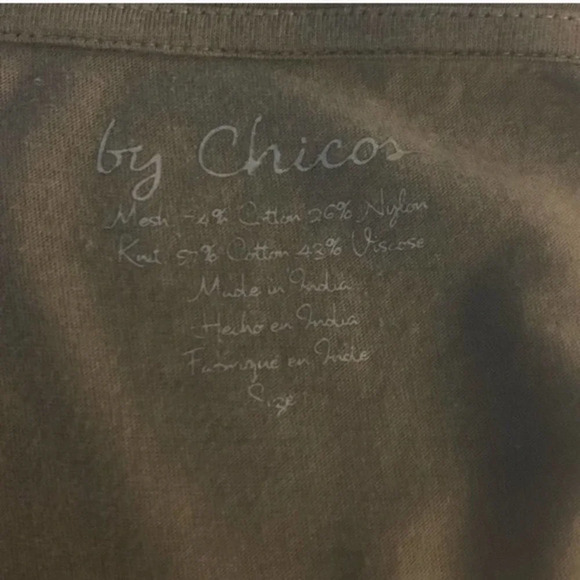 by Chicos
Mesh 74% Cotton 26% Nylon
Knit 57% Cotton 43% Viscose
Made in India
Hecho en India
Fabriqué en Inde
Size